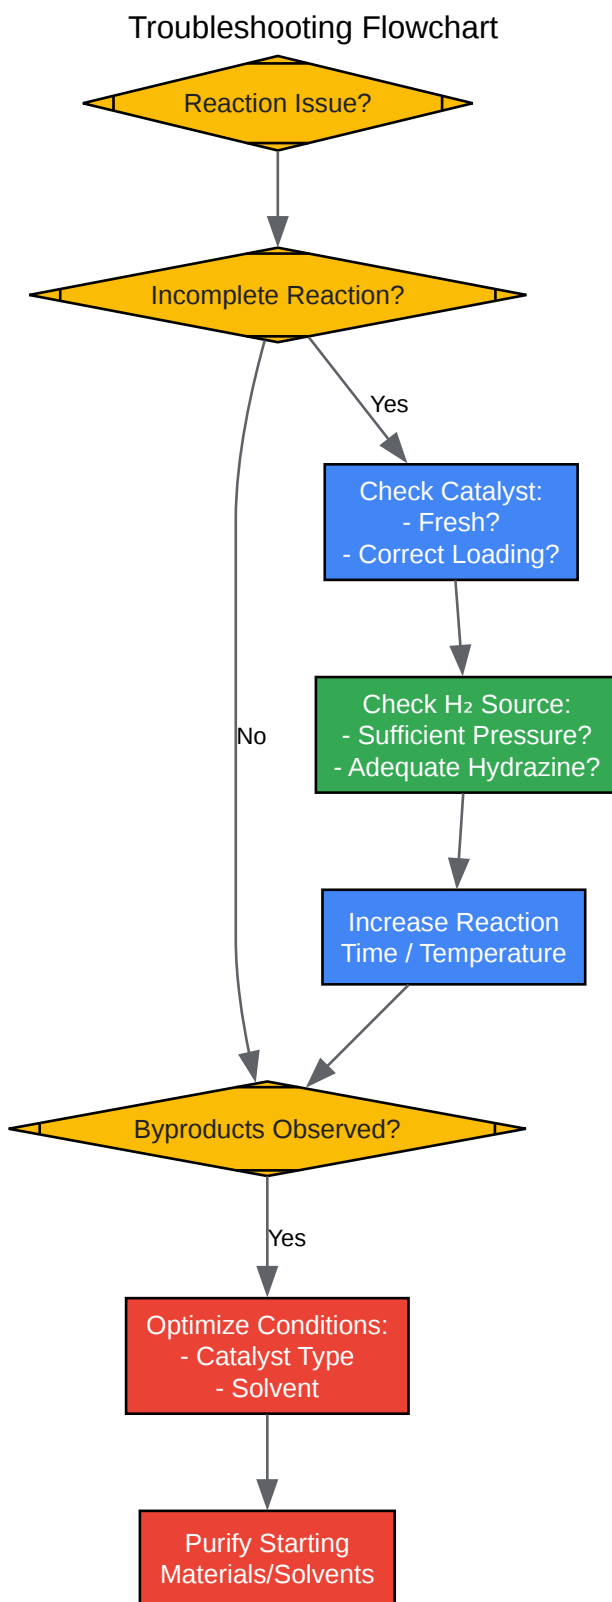 Troubleshooting Flowchart
Reaction Issue?
Incomplete Reaction?
Yes
Check Catalyst:
- Fresh?
- Correct Loading?
Check H₂ Source:
- Sufficient Pressure?
- Adequate Hydrazine?
No
Increase Reaction
Time / Temperature
Byproducts Observed?
Yes
Optimize Conditions:
- Catalyst Type
- Solvent
Purify Starting
Materials/Solvents